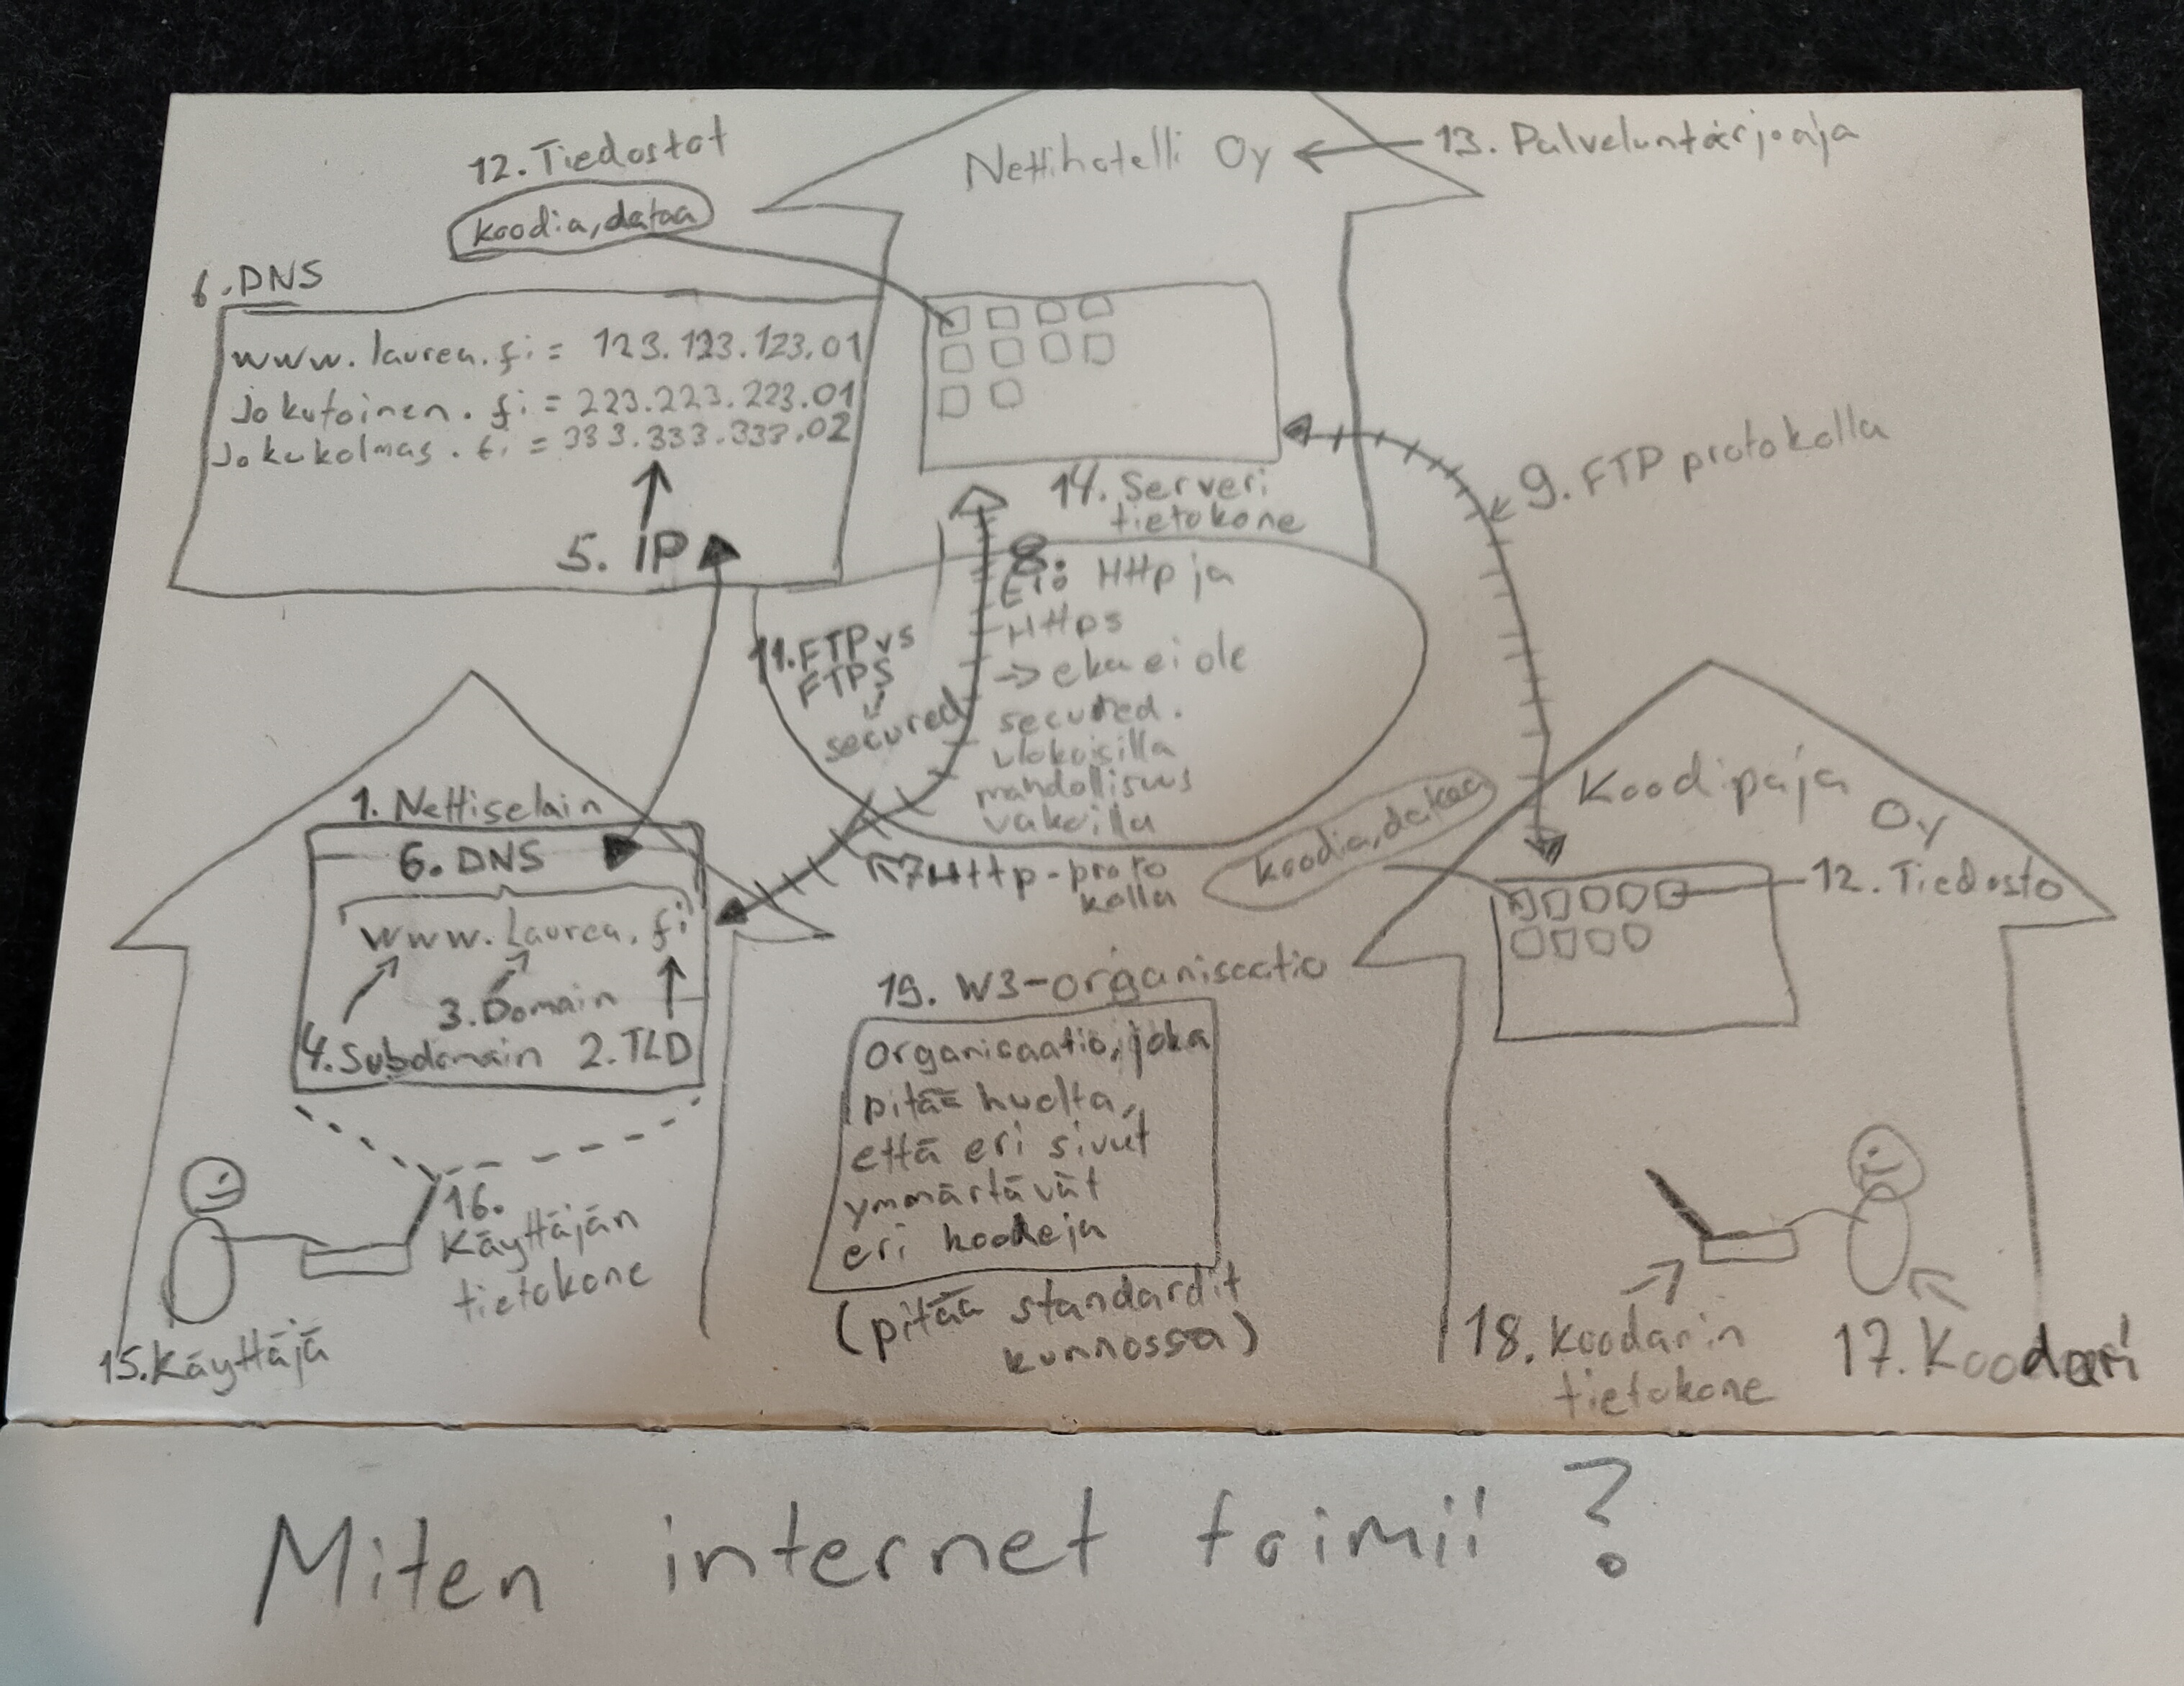 12. Tiedostot
koodia, dataa
Nettihotelli Oy
13. Palveluntarjoaja
6. DNS
www.laurea.fi = 123.123.123.01
Jokutoinen.fi = 223.223.223.01
Jokukolmas.fi = 333.333.333.02
5. IP
14. Serveri
tietokone
9. FTP protokolla
8.
Ero Http ja
Https
→ eka ei ole
secured.
ulokoisilla
mahdollisuus
vakoilla
11. FTP vs
FTPS
secured
7. Http-proto
kolla
1. Nettiselain
6. DNS
www.laurea.fi
3. Domain
4. Subdomain 2. TLD
16.
Käyttäjän
tietokone
15. Käyttäjä
19. W3-organisaatio
organisaatio, joka
pitää huolta,
että eri sivut
ymmärtävät
eri koodeja
(pitää standardit
kunnossa)
Koodipaja
Oy
koodia, dataa
12. Tiedosto
18. Koodarin
tietokone
17. Koodari
Miten internet toimii?